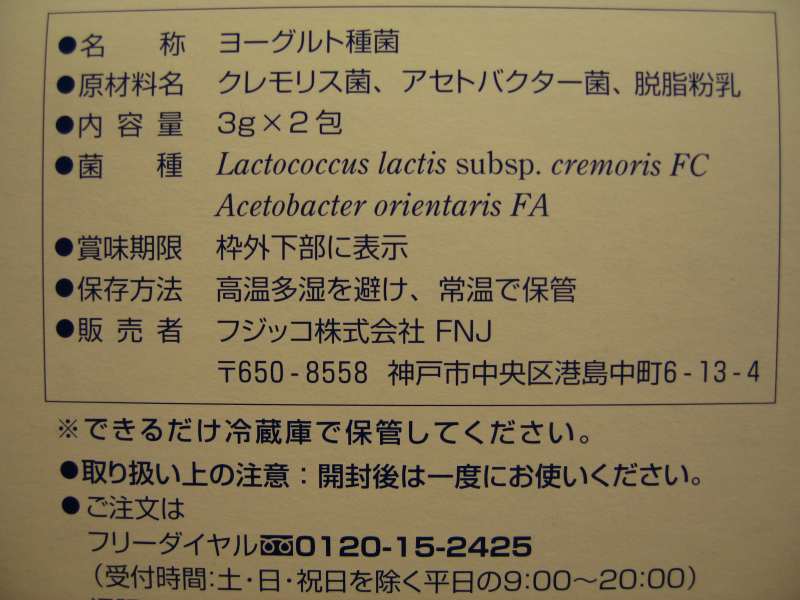 ●名称 ヨーグルト種菌
●原材料名 クレモリス菌、アセトバクター菌、脱脂粉乳
●内容量 3g×2包
●菌種 Lactococcus lactis subsp. cremoris FC
Acetobacter orientaris FA
●賞味期限 枠外下部に表示
●保存方法 高温多湿を避け、常温で保管
●販売者 フジッコ株式会社 FNJ
〒650-8558 神戸市中央区港島中町6-13-4
※できるだけ冷蔵庫で保管してください。
●取り扱い上の注意：開封後は一度にお使いください。
●ご注文は
フリーダイヤル0120-15-2425
（受付時間:土・日・祝日を除く平日の9:00〜20:00）